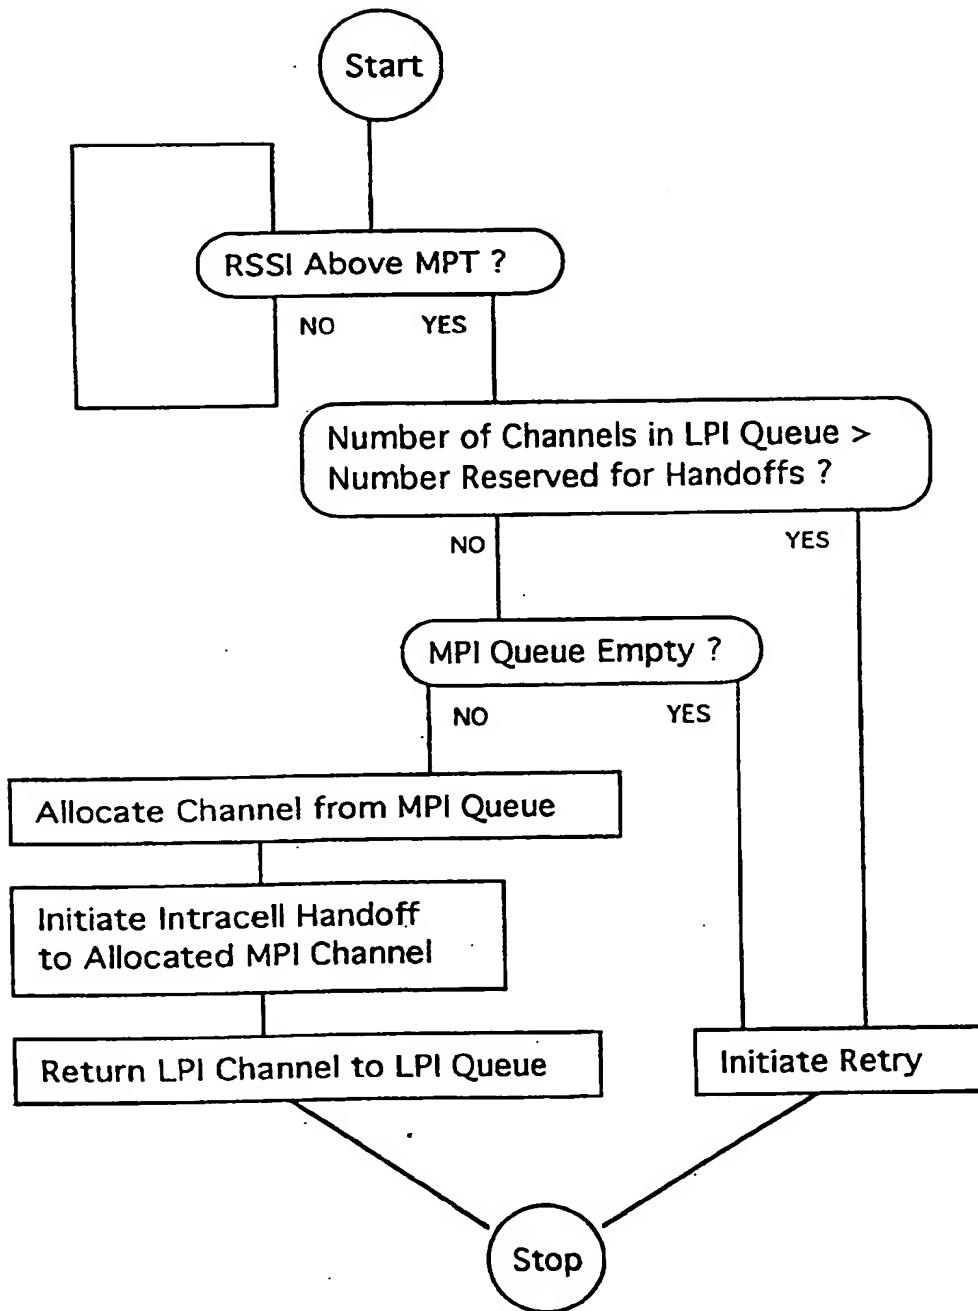 Start
RSSI Above MPT ?
NO YES
Number of Channels in LPI Queue >
Number Reserved for Handoffs ?
NO YES
MPI Queue Empty ?
NO YES
Allocate Channel from MPI Queue
Initiate Intracell Handoff
to Allocated MPI Channel
Return LPI Channel to LPI Queue
Initiate Retry
Stop